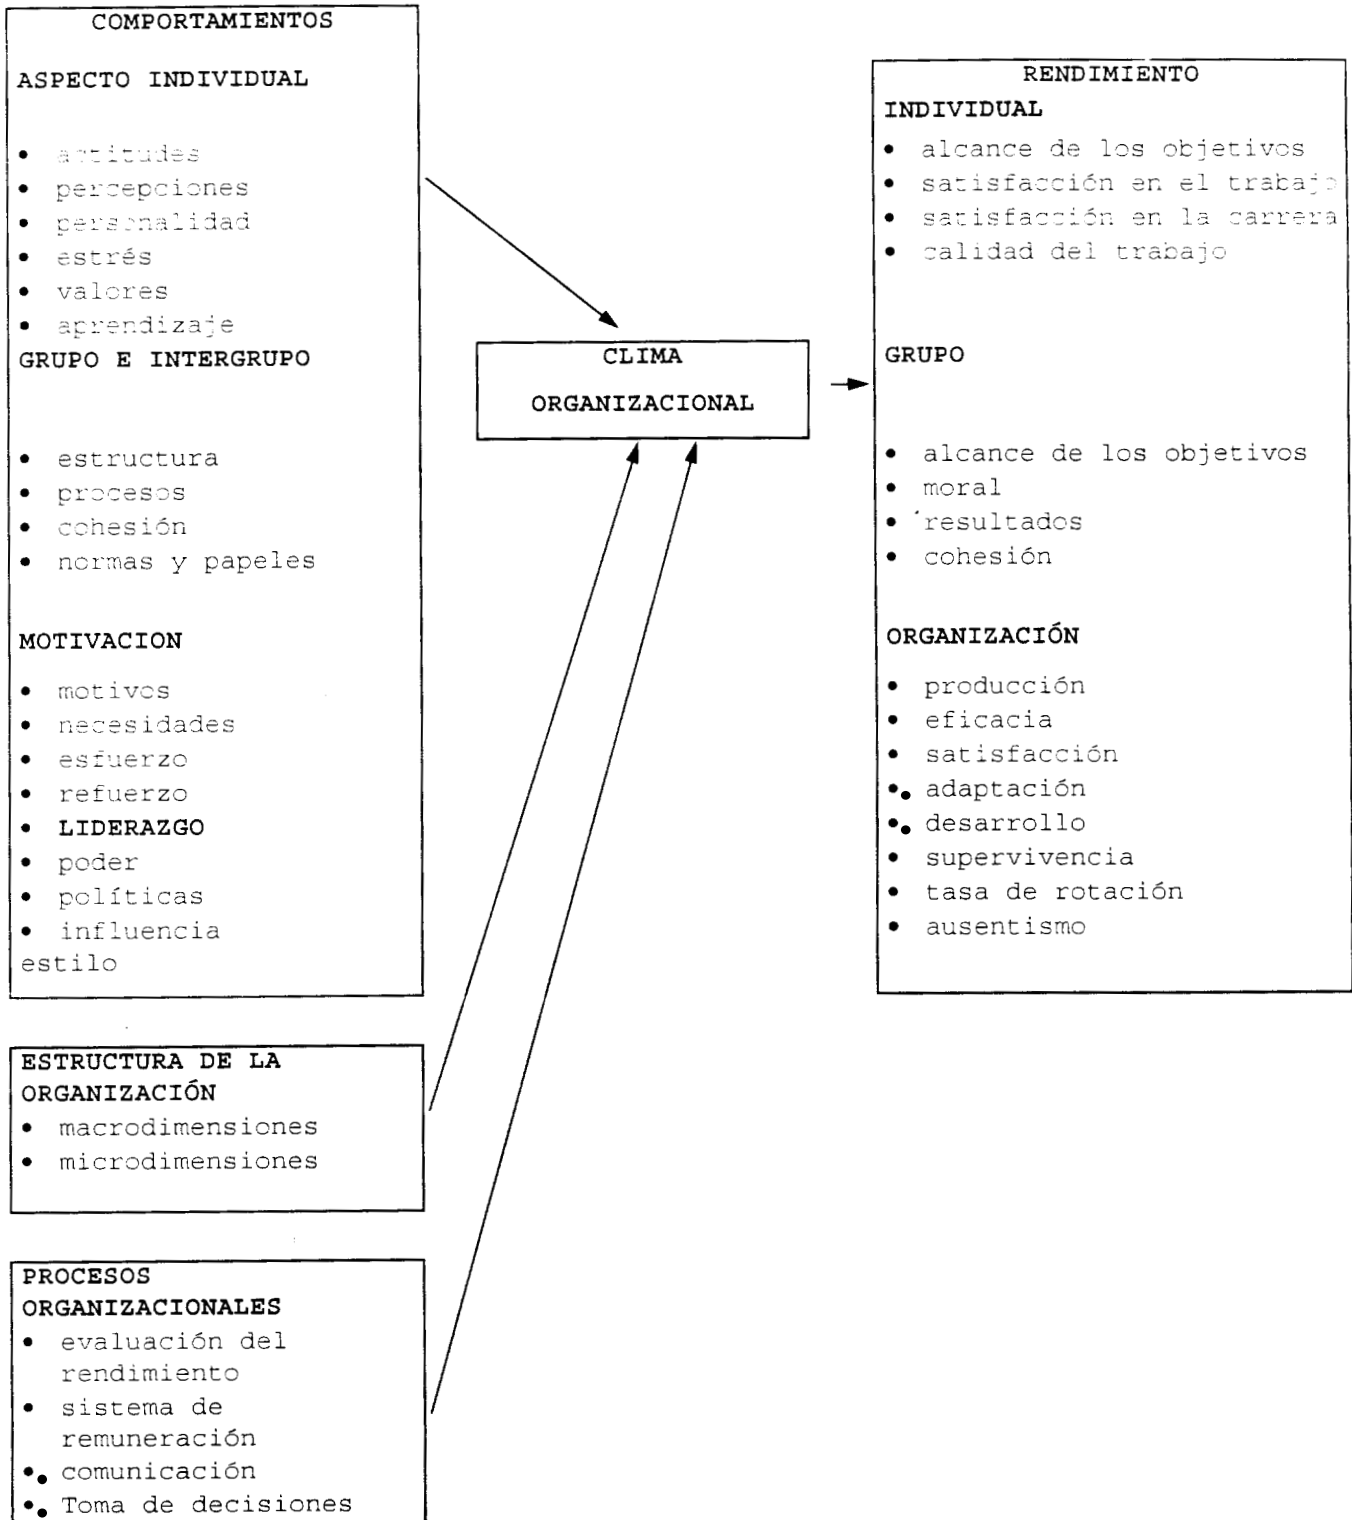 COMPORTAMIENTOS
ASPECTO INDIVIDUAL
• actitudes
• percepciones
• personalidad
• estrés
• valores
• aprendizaje
GRUPO E INTERGRUPO
• estructura
• procesos
• cohesión
• normas y papeles
MOTIVACION
• motivos
• necesidades
• esfuerzo
• refuerzo
• LIDERAZGO
• poder
• políticas
• influencia
estilo
ESTRUCTURA DE LA
ORGANIZACIÓN
• macrodimensiones
• microdimensiones
PROCESOS
ORGANIZACIONALES
• evaluación del
rendimiento
• sistema de
remuneración
• comunicación
• Toma de decisiones
CLIMA
ORGANIZACIONAL
RENDIMIENTO
INDIVIDUAL
• alcance de los objetivos
• satisfacción en el trabajo
• satisfacción en la carrera
• calidad del trabajo
GRUPO
• alcance de los objetivos
• moral
• resultados
• cohesión
ORGANIZACIÓN
• producción
• eficacia
• satisfacción
• adaptación
• desarrollo
• supervivencia
• tasa de rotación
• ausentismo